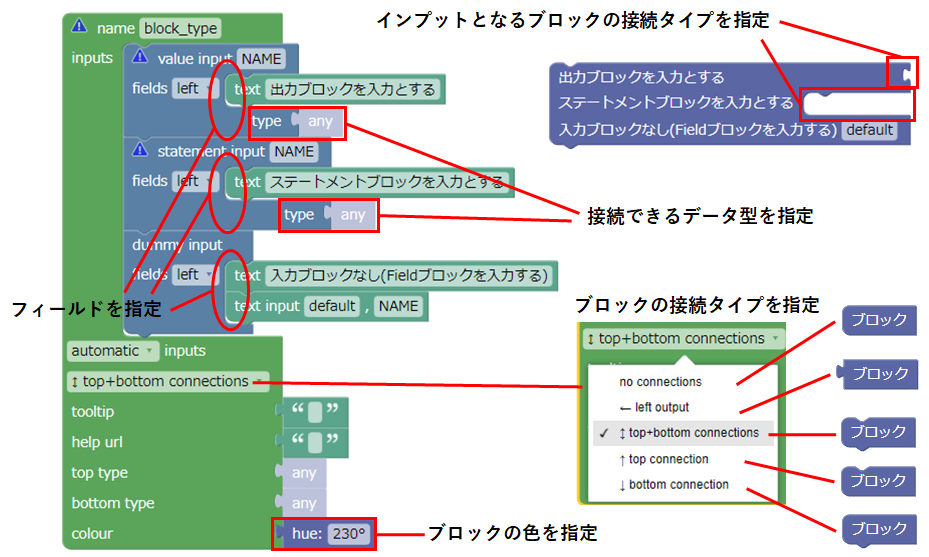 name block_type
inputs
value input NAME
fields left text 出力ブロックを入力とする
type any
statement input NAME
fields left text ステートメントブロックを入力とする
type any
dummy input
fields left text 入力ブロックなし(Fieldブロックを入力する)
text input default , NAME
automatic inputs
↕ top+bottom connections
tooltip “ ”
help url “ ”
top type any
bottom type any
colour hue: 230°
フィールドを指定
インプットとなるブロックの接続タイプを指定
出力ブロックを入力とする
ステートメントブロックを入力とする
入力ブロックなし(Fieldブロックを入力する) default
接続できるデータ型を指定
ブロックの接続タイプを指定
↕ top+bottom connections
no connections
← left output
✓ ↕ top+bottom connections
↑ top connection
↓ bottom connection
ブロック
ブロック
ブロック
ブロック
ブロック
ブロックの色を指定